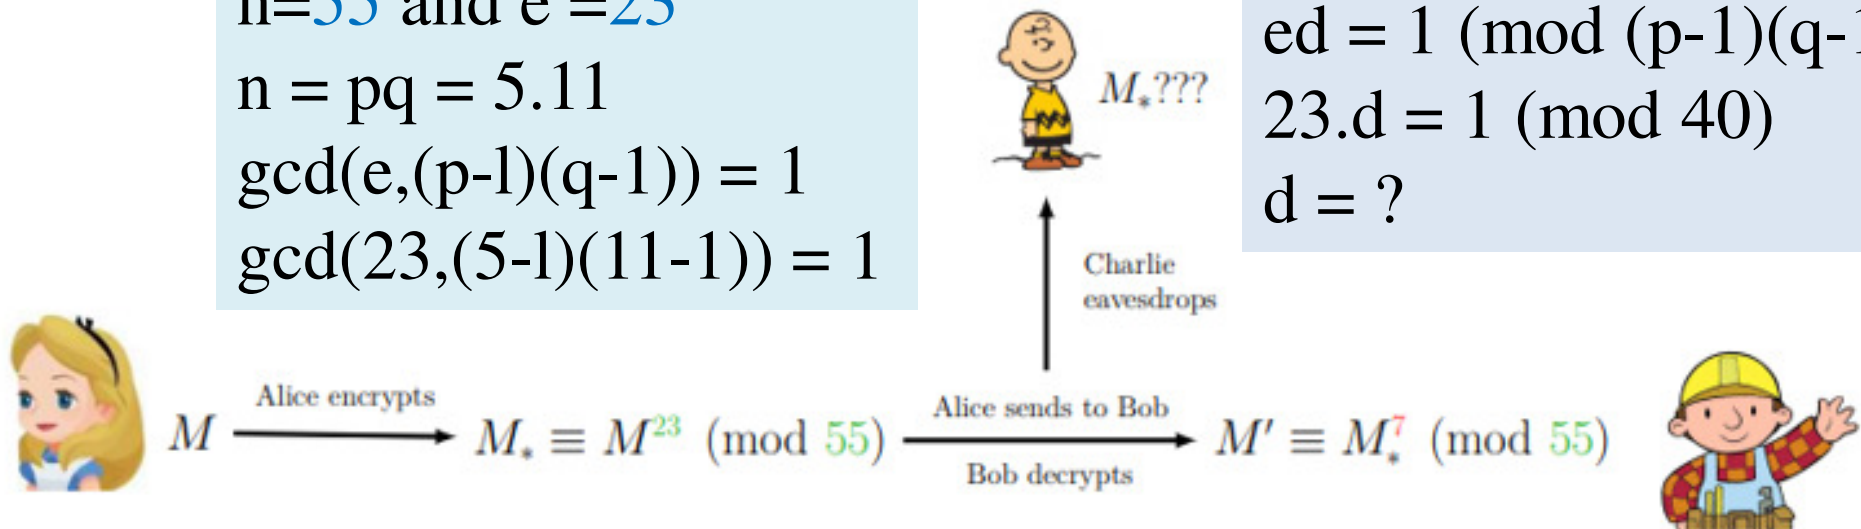 n=55 and e =23
n = pq = 5.11
gcd(e,(p-l)(q-1)) = 1
gcd(23,(5-l)(11-1)) = 1
M*???
ed = 1 (mod (p-1)(q-1
23.d = 1 (mod 40)
d = ?
Charlie
eavesdrops
Alice encrypts
M
M* ≡ M²³ (mod 55)
Alice sends to Bob
Bob decrypts
M′ ≡ M*⁷ (mod 55)